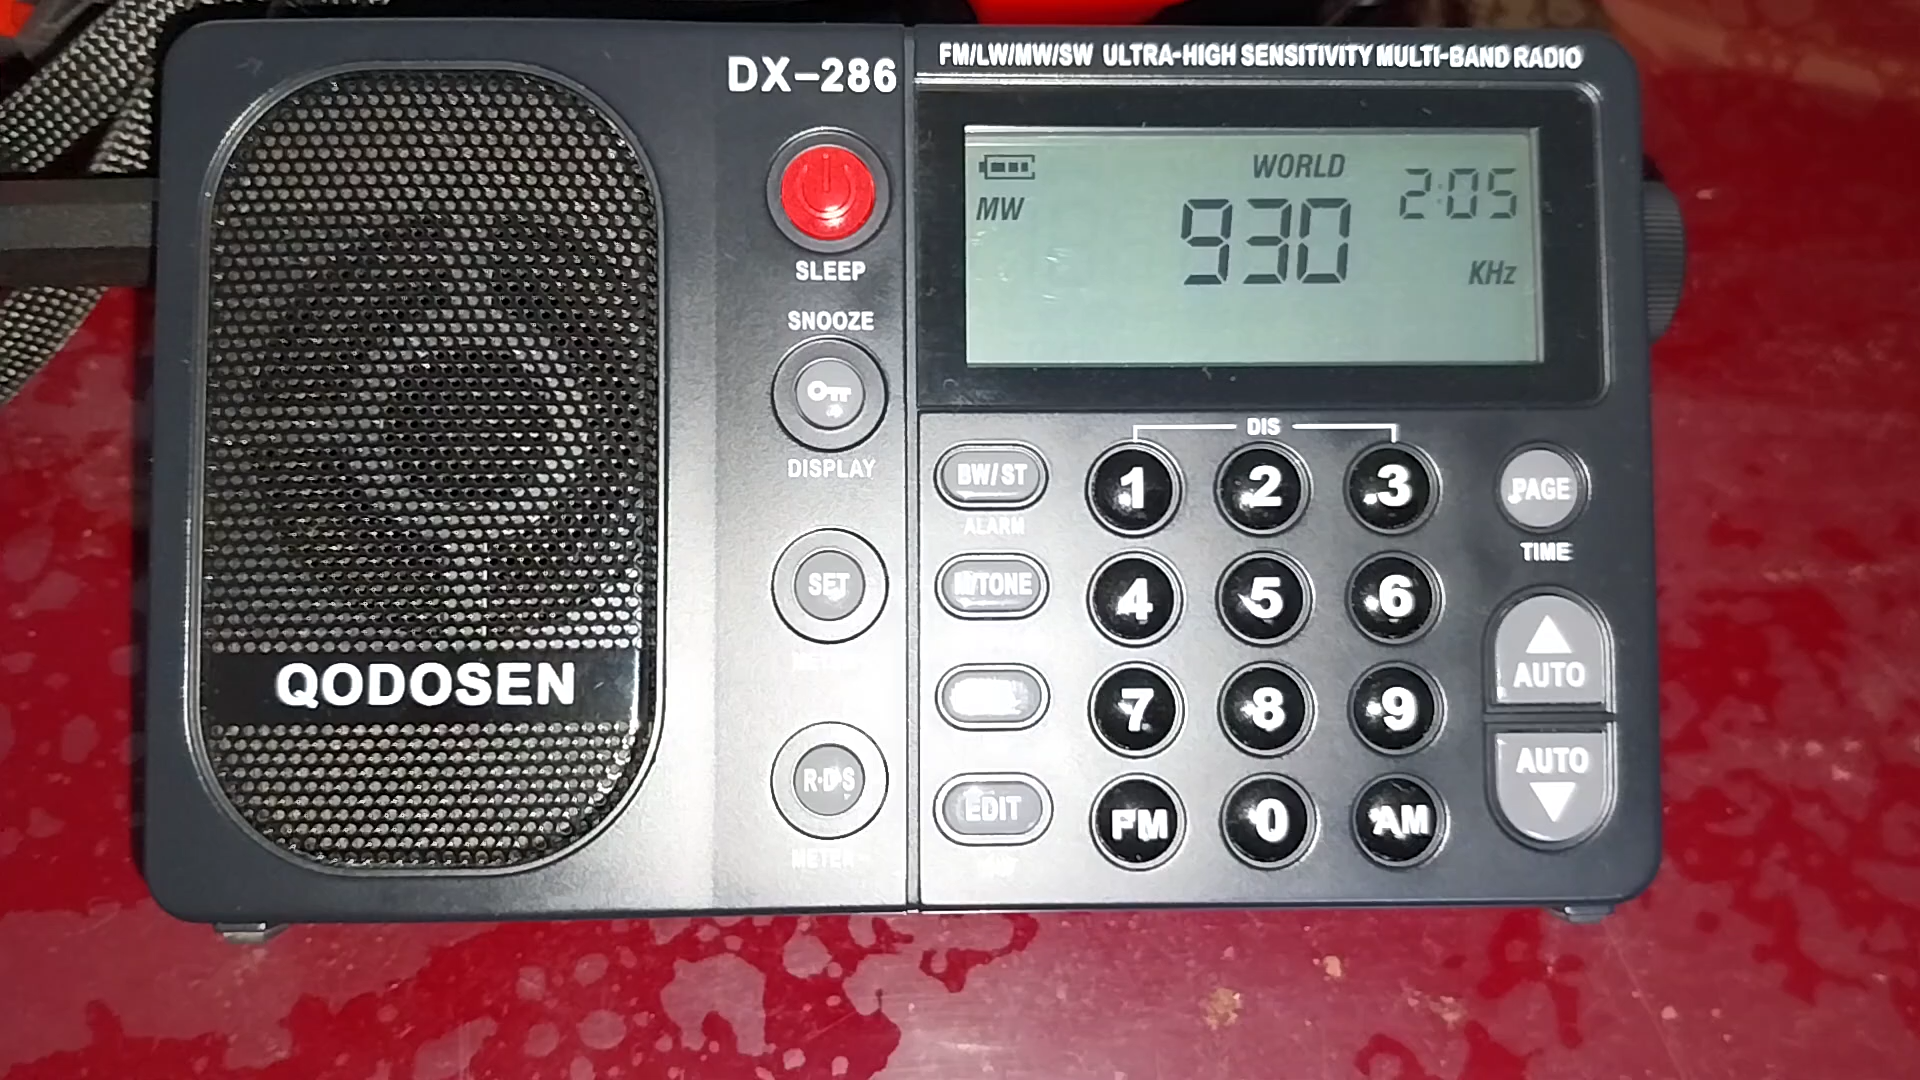 DX-286
FM/LW/MW/SW ULTRA-HIGH SENSITIVITY MULTI-BAND RADIO
WORLD
MW
930
2:05
KHz
SLEEP
SNOOZE
DISPLAY
SET
R·D·S
METER
QODOSEN
DIS
BW/ST
1
2
3
PAGE
ALARM
TIME
M/TONE
4
5
6
AUTO
7
8
9
AUTO
EDIT
FM
0
AM